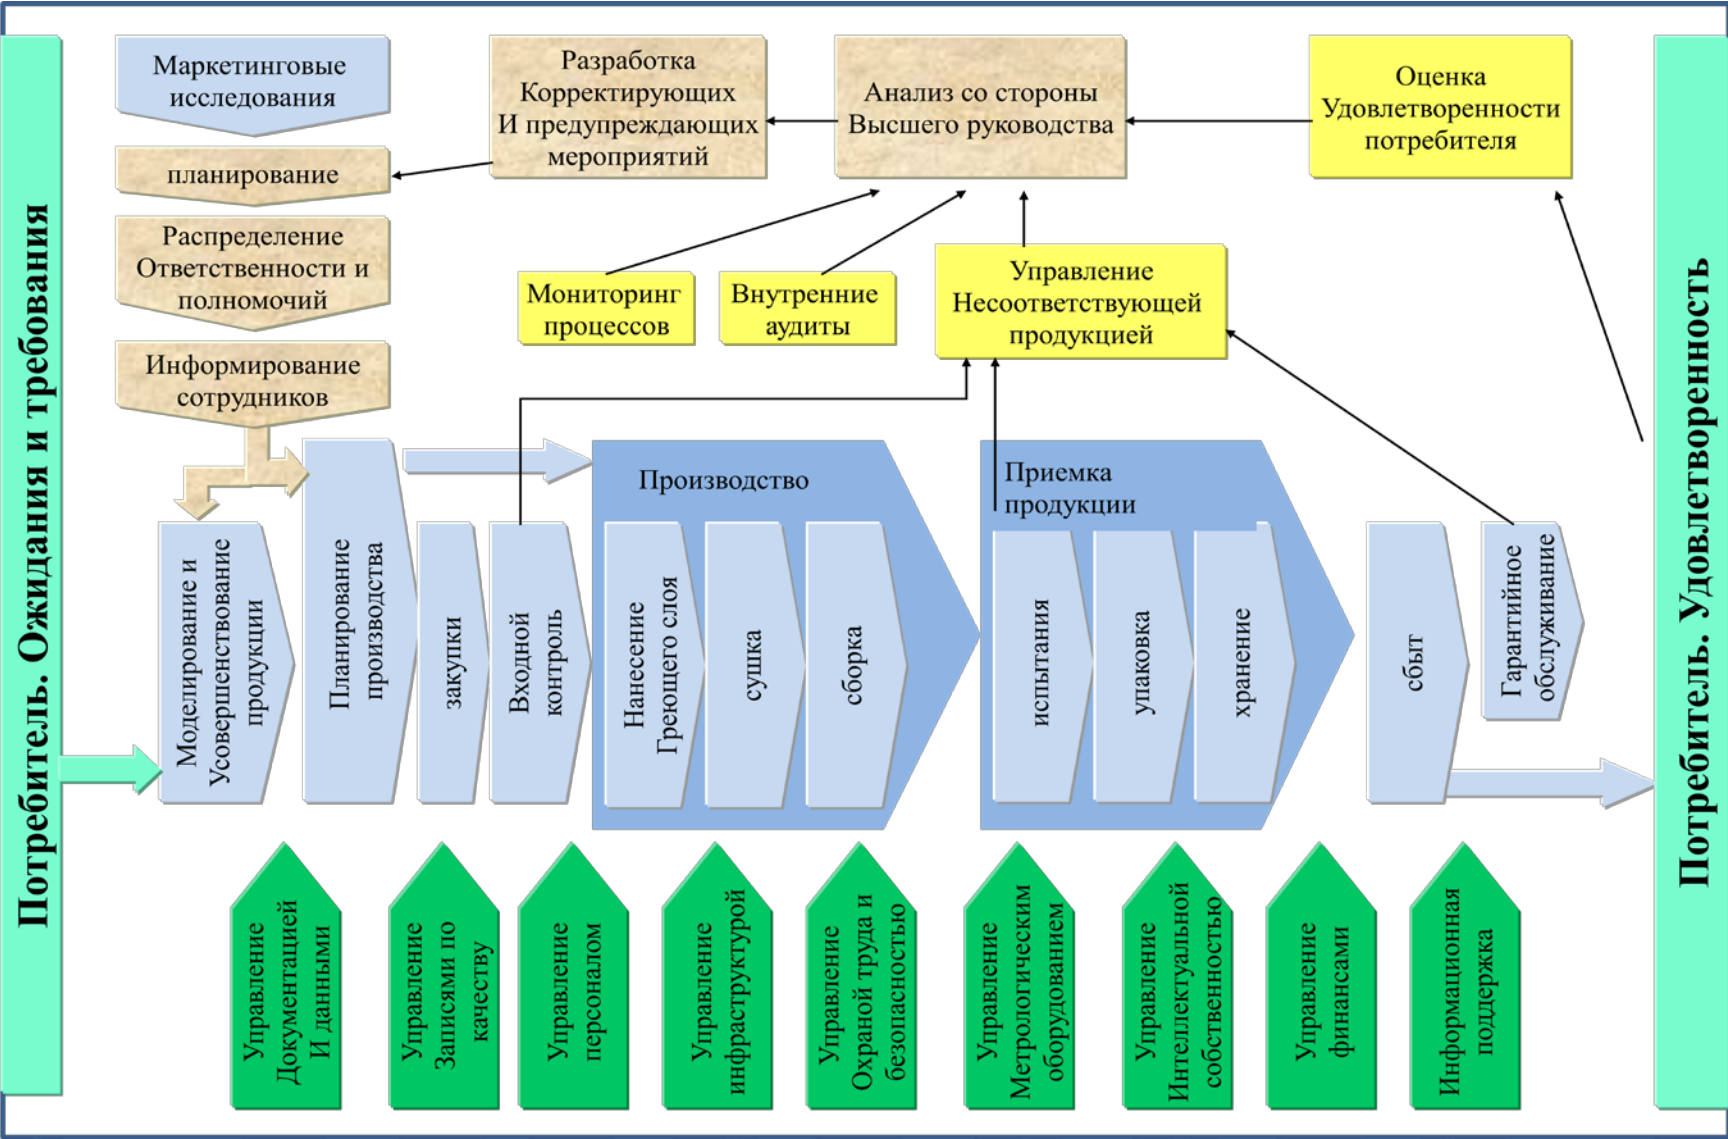 Потребитель. Ожидания и требования
Маркетинговые
исследования
планирование
Распределение
Ответственности и
полномочий
Информирование
сотрудников
Разработка
Корректирующих
И предупреждающих
мероприятий
Анализ со стороны
Высшего руководства
Оценка
Удовлетворенности
потребителя
Мониторинг
процессов
Внутренние
аудиты
Управление
Несоответствующей
продукцией
Моделирование и
Усовершенствование
продукции
Планирование
производства
закупки
Входной
контроль
Производство
Нанесение
Греющего слоя
сушка
сборка
Приемка
продукции
испытания
упаковка
хранение
сбыт
Гарантийное
обслуживание
Управление
Документацией
И данными
Управление
Записями по
качеству
Управление
персоналом
Управление
инфраструктурой
Управление
Охраной труда и
безопасностью
Управление
Метрологическим
оборудованием
Управление
Интеллектуальной
собственностью
Управление
финансами
Информационная
поддержка
Потребитель. Удовлетворенность